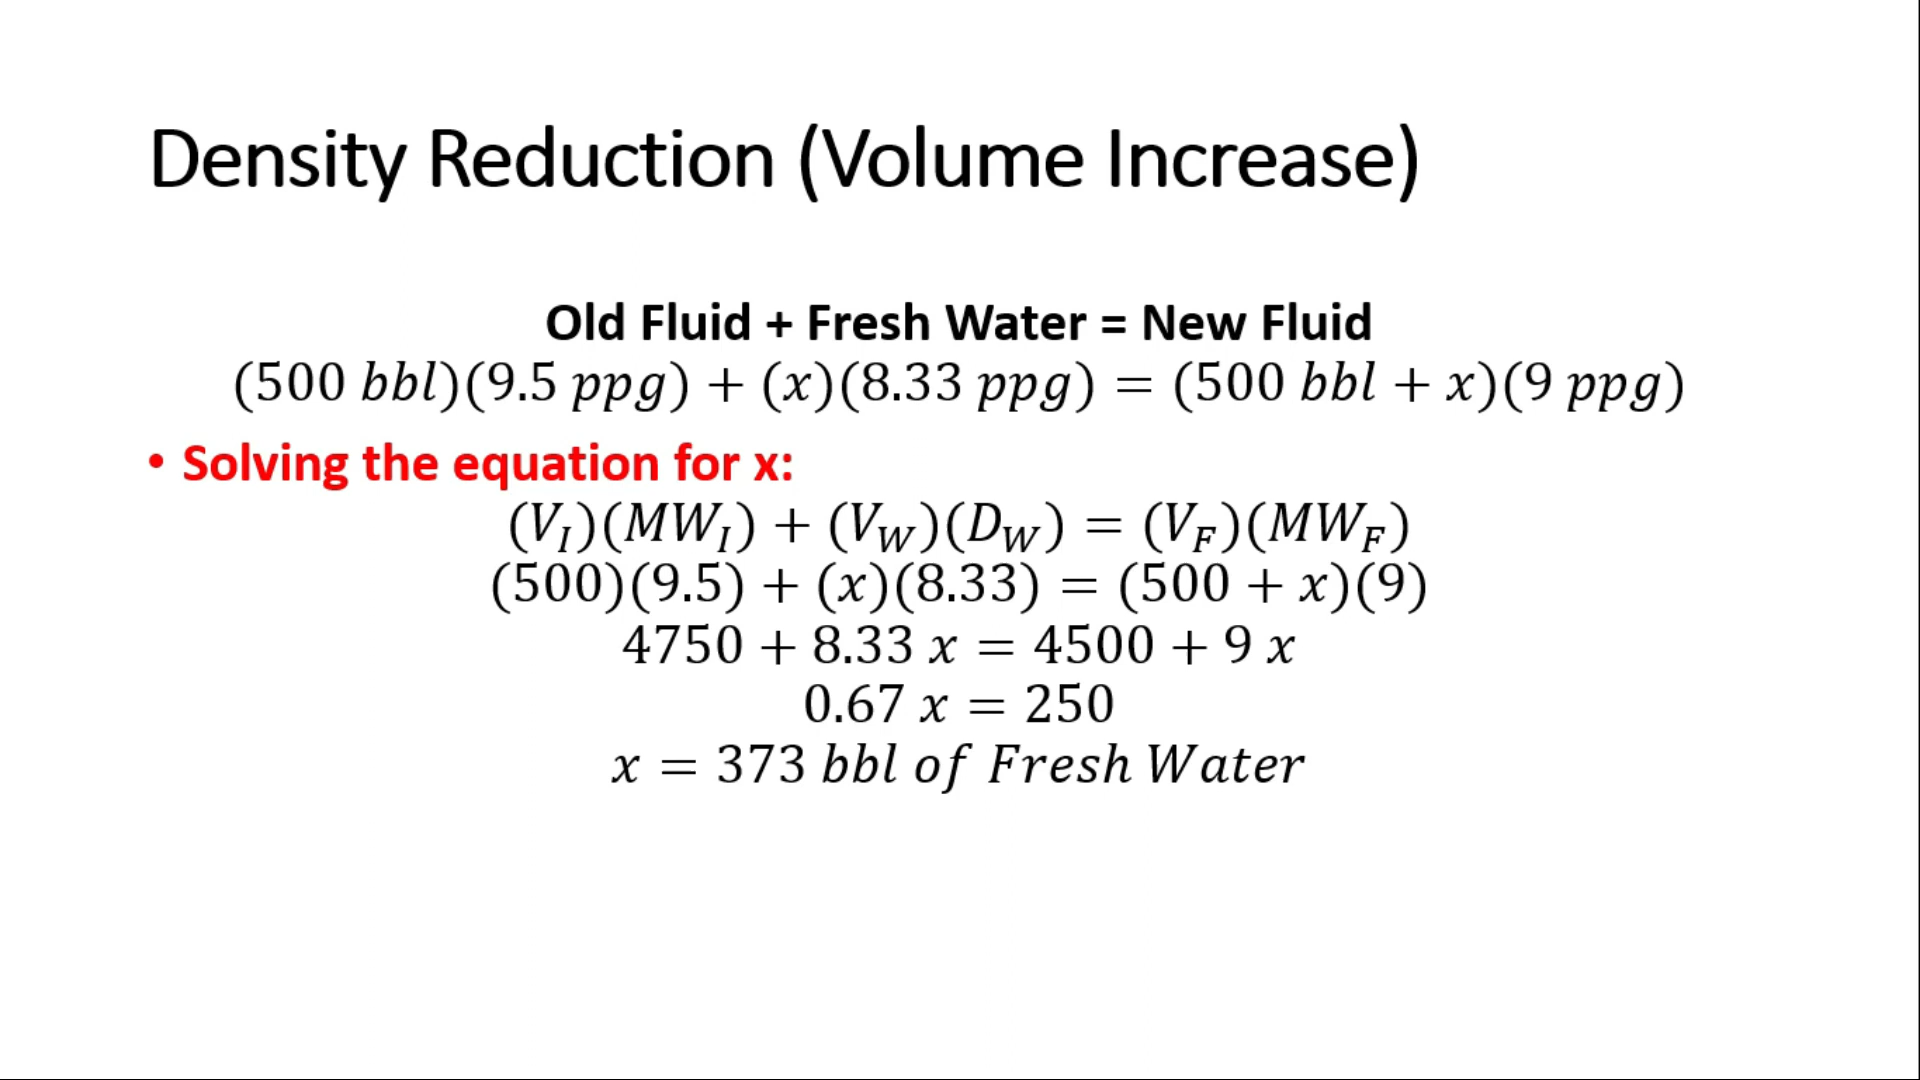 Density Reduction (Volume Increase)
Old Fluid + Fresh Water = New Fluid
(500 bbl)(9.5 ppg) + (x)(8.33 ppg) = (500 bbl + x)(9 ppg)
• Solving the equation for x:
(V_I)(MW_I) + (V_W)(D_W) = (V_F)(MW_F)
(500)(9.5) + (x)(8.33) = (500 + x)(9)
4750 + 8.33 x = 4500 + 9 x
0.67 x = 250
x = 373 bbl of Fresh Water